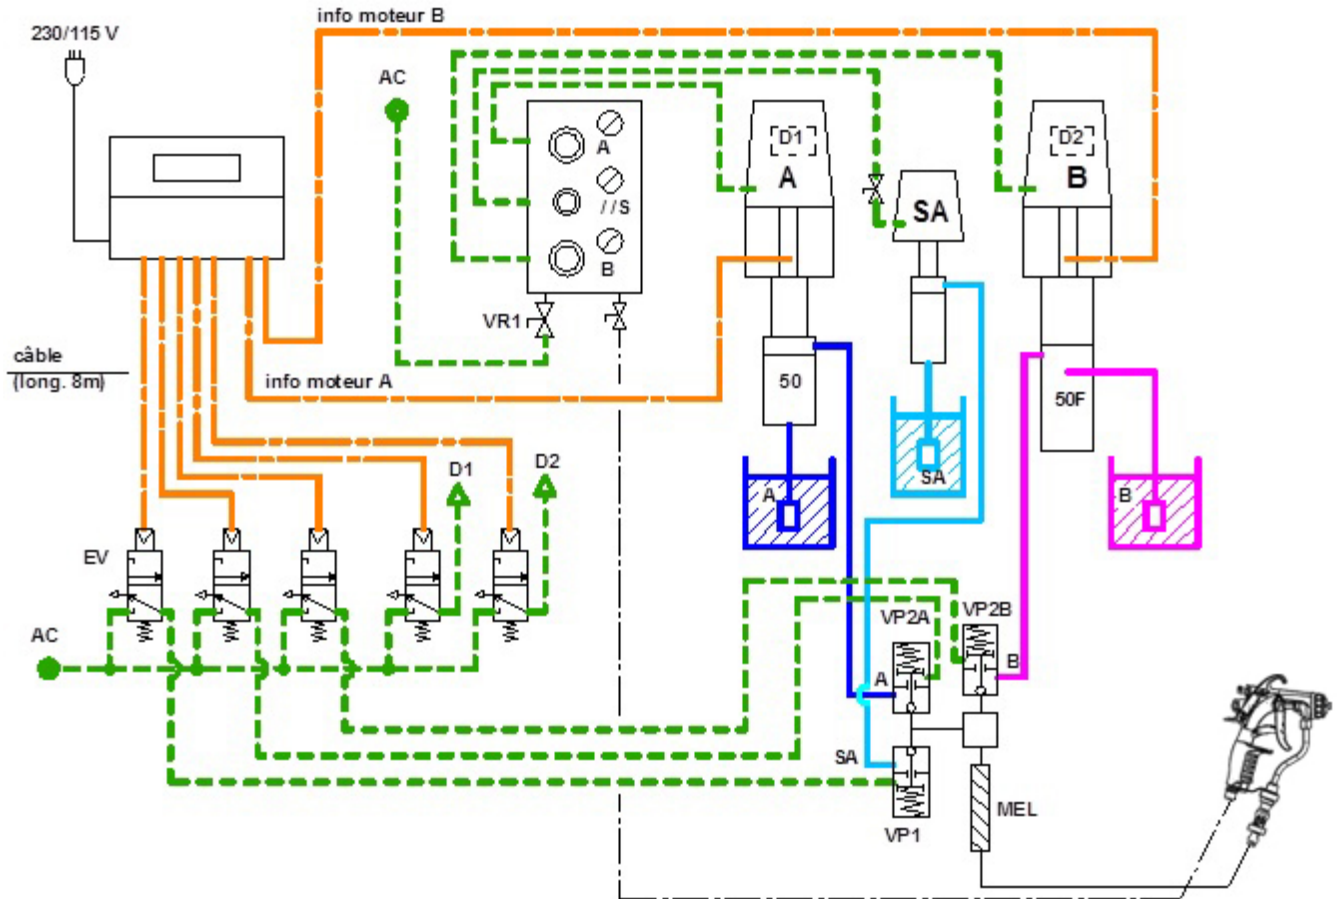 info moteur B
230/115 V
AC
D1
D2
A
A
B
SA
//S
B
VR1
câble
(long. 8m)
info moteur A
50
50F
D1
D2
A
SA
B
EV
VP2A
VP2B
AC
A
B
SA
MEL
VP1